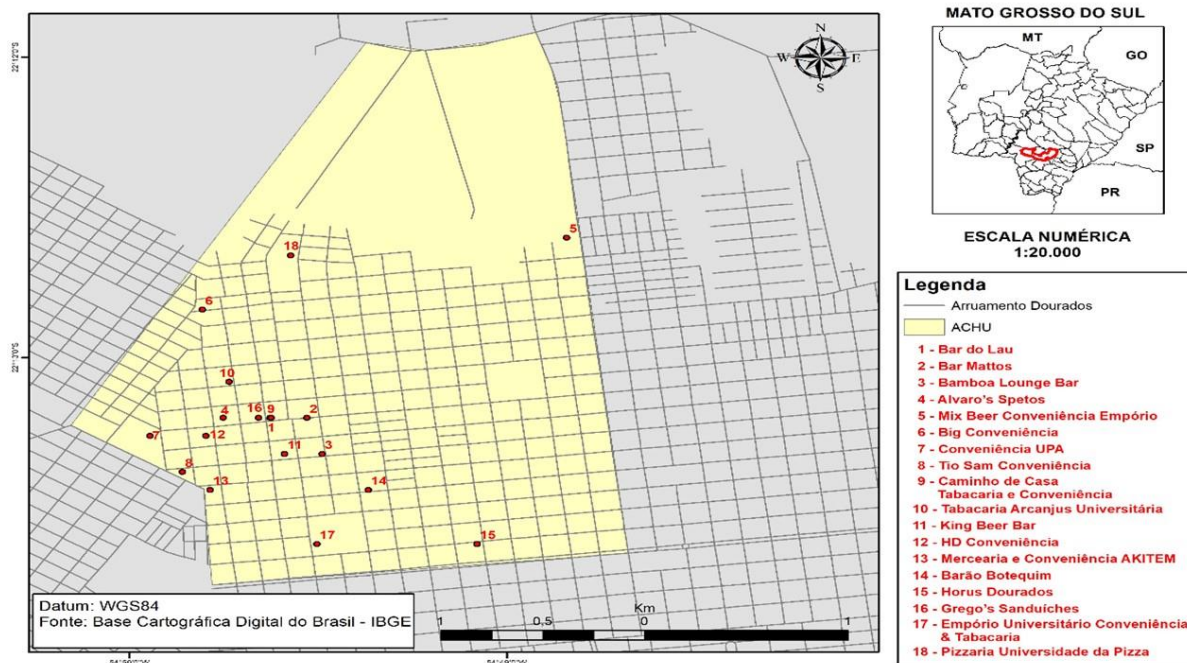 MATO GROSSO DO SUL
MT
GO
SP
PR
ESCALA NUMÉRICA
1:20.000
N
W E
S
22°12'0"S
5
18
6
10
4 16 9 2
1
7 12
11 3
8
13
14
17
15
Km
1 0,5 0 1
Datum: WGS84
Fonte: Base Cartográfica Digital do Brasil - IBGE
Legenda
Arruamento Dourados
ACHU
1 - Bar do Lau
2 - Bar Mattos
3 - Bamboa Lounge Bar
4 - Alvaro's Spetos
5 - Mix Beer Conveniência Empório
6 - Big Conveniência
7 - Conveniência UPA
8 - Tio Sam Conveniência
9 - Caminho de Casa
Tabacaria e Conveniência
10 - Tabacaria Arcanjus Universitária
11 - King Beer Bar
12 - HD Conveniência
13 - Mercearia e Conveniência AKITEM
14 - Barão Botequim
15 - Horus Dourados
16 - Grego's Sanduíches
17 - Empório Universitário Conveniência
& Tabacaria
18 - Pizzaria Universidade da Pizza